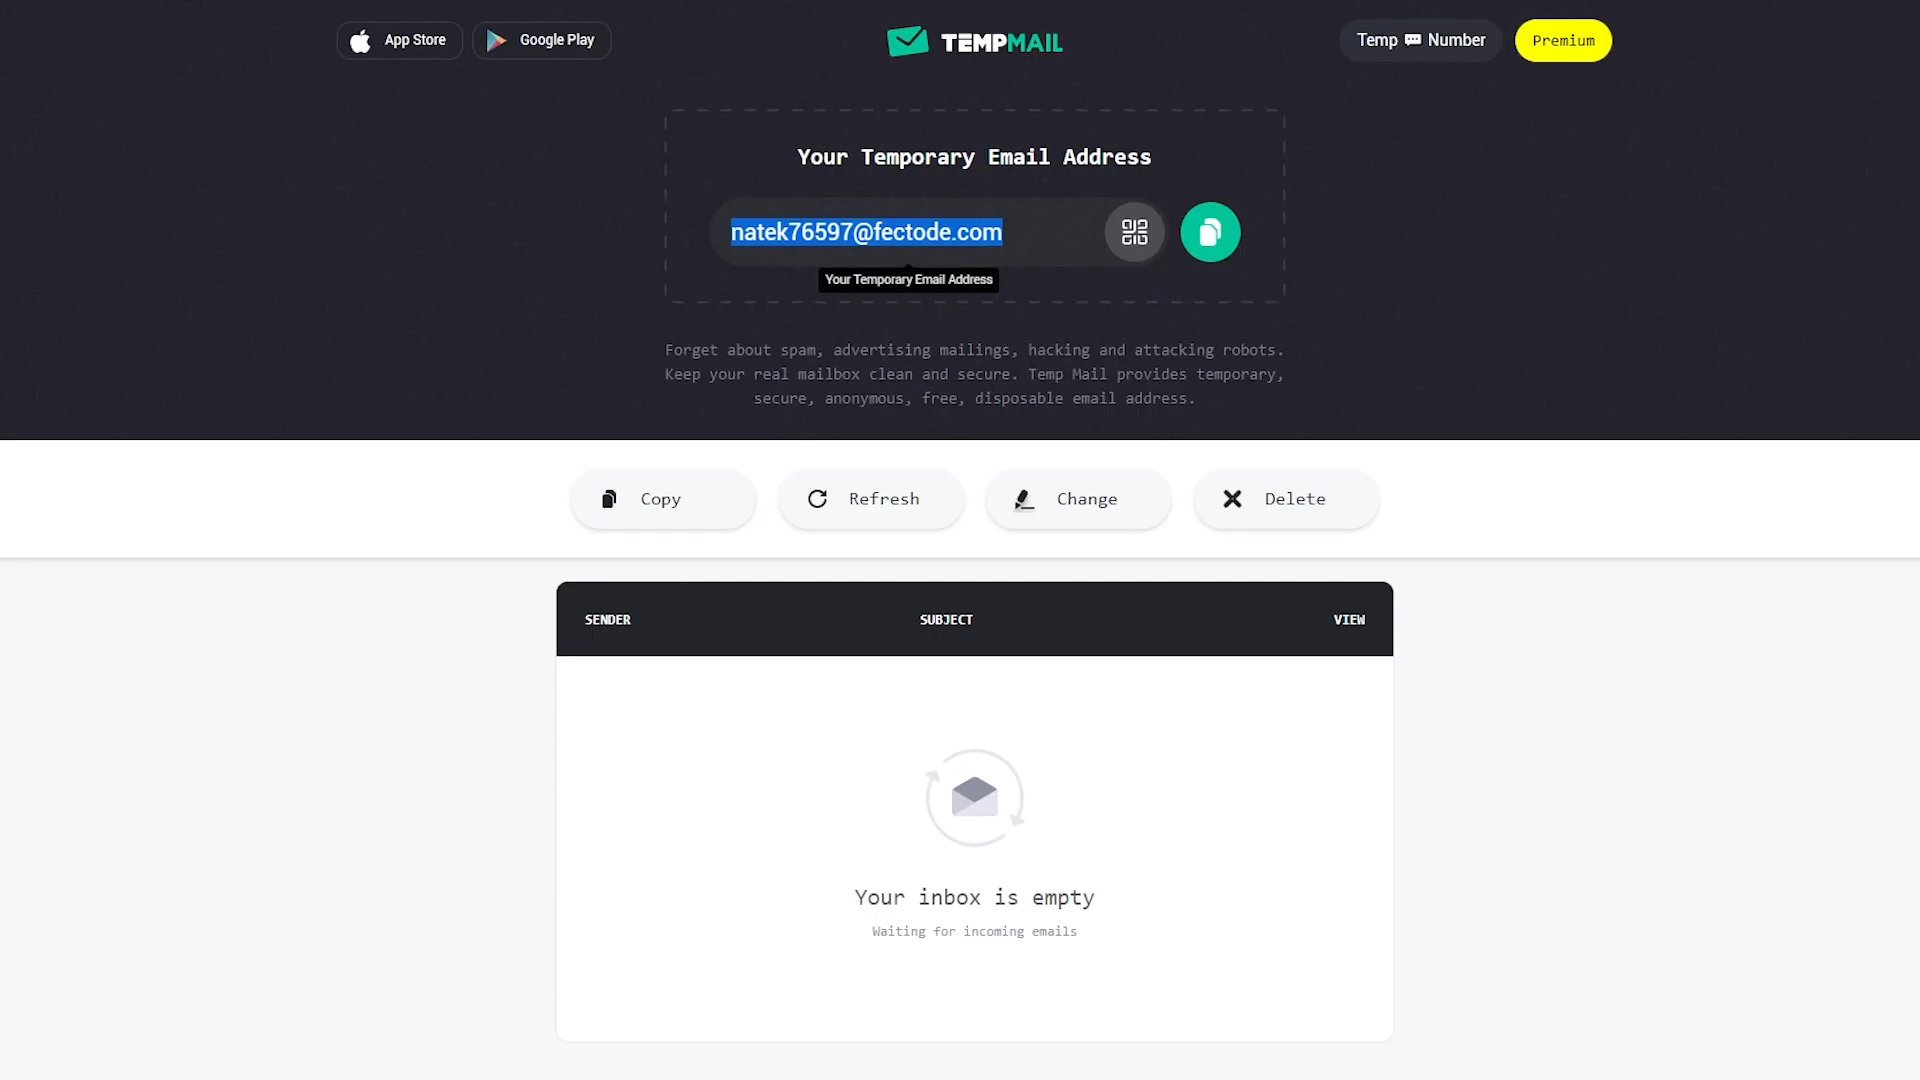 App Store
Google Play
TEMPMAIL
Temp Number
Premium
Your Temporary Email Address
natek76597@fectode.com
Your Temporary Email Address
Forget about spam, advertising mailings, hacking and attacking robots.
Keep your real mailbox clean and secure. Temp Mail provides temporary,
secure, anonymous, free, disposable email address.
Copy
Refresh
Change
Delete
SENDER
SUBJECT
VIEW
Your inbox is empty
Waiting for incoming emails